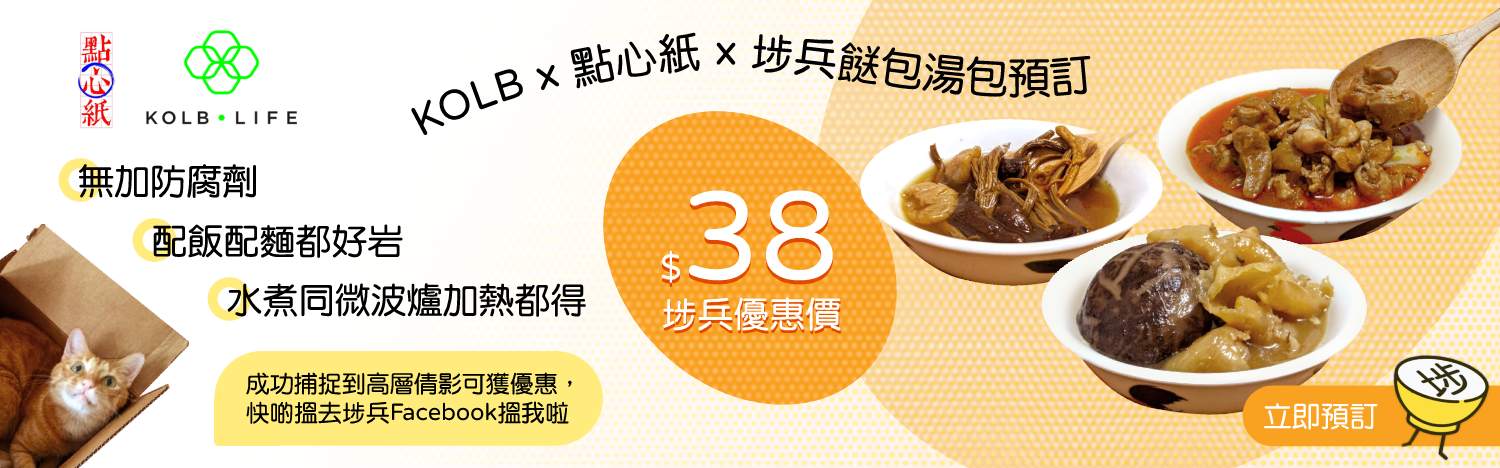 點心紙
KOLB•LIFE
KOLB x 點心紙 x 埗兵餸包湯包預訂
無加防腐劑
配飯配麵都好岩
水煮同微波爐加熱都得
$38
埗兵優惠價
成功捕捉到高層倩影可獲優惠，
快啲搵去埗兵Facebook搵我啦
立即預訂
埗